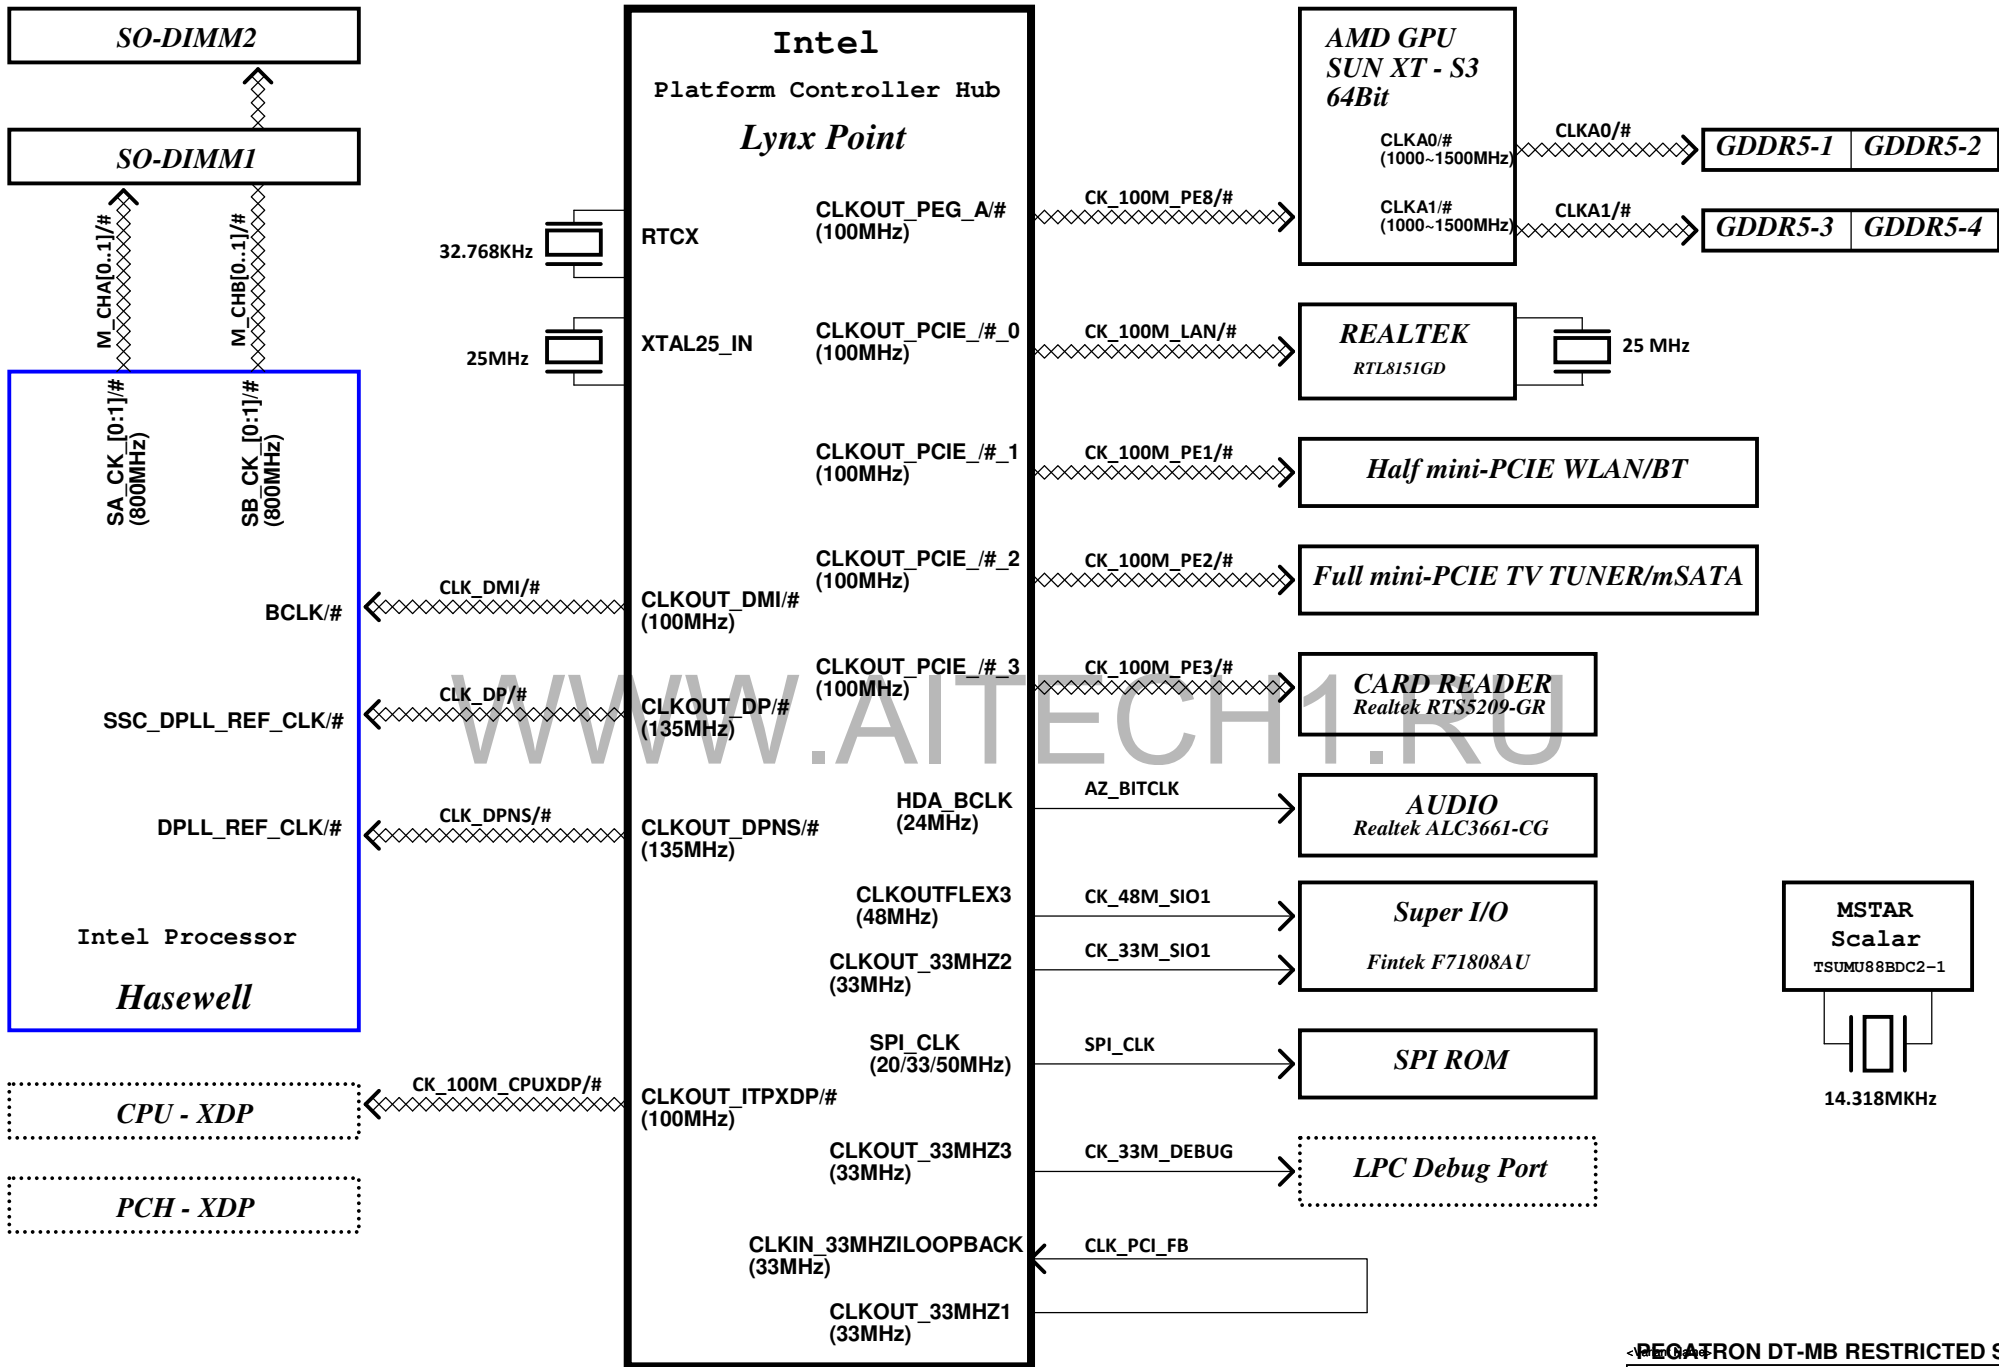 SO-DIMM2
SO-DIMM1
M_CHA[0..1]/#
M_CHB[0..1]/#
SA_CK_[0:1]/#
(800MHz)
SB_CK_[0:1]/#
(800MHz)
BCLK/#
SSC_DPLL_REF_CLK/#
DPLL_REF_CLK/#
Intel Processor
Hasewell
CPU - XDP
PCH - XDP
32.768KHz
25MHz
CLK_DMI/#
CLK_DP/#
CLK_DPNS/#
CK_100M_CPUXDP/#
Intel
Platform Controller Hub
Lynx Point
RTCX
XTAL25_IN
CLKOUT_DMI/#
(100MHz)
CLKOUT_DP/#
(135MHz)
CLKOUT_DPNS/#
(135MHz)
CLKOUT_ITPXDP/#
(100MHz)
CLKOUT_PEG_A/#
(100MHz)
CLKOUT_PCIE_/#_0
(100MHz)
CLKOUT_PCIE_/#_1
(100MHz)
CLKOUT_PCIE_/#_2
(100MHz)
CLKOUT_PCIE_/#_3
(100MHz)
HDA_BCLK
(24MHz)
CLKOUTFLEX3
(48MHz)
CLKOUT_33MHZ2
(33MHz)
SPI_CLK
(20/33/50MHz)
CLKOUT_33MHZ3
(33MHz)
CLKIN_33MHZILOOPBACK
(33MHz)
CLKOUT_33MHZ1
(33MHz)
CK_100M_PE8/#
CK_100M_LAN/#
CK_100M_PE1/#
CK_100M_PE2/#
CK_100M_PE3/#
AZ_BITCLK
CK_48M_SIO1
CK_33M_SIO1
SPI_CLK
CK_33M_DEBUG
CLK_PCI_FB
AMD GPU
SUN XT - S3
64Bit
CLKA0/#
(1000~1500MHz)
CLKA1/#
(1000~1500MHz)
CLKA0/#
CLKA1/#
GDDR5-1 GDDR5-2
GDDR5-3 GDDR5-4
REALTEK
RTL8151GD
25 MHz
Half mini-PCIE WLAN/BT
Full mini-PCIE TV TUNER/mSATA
CARD READER
Realtek RTS5209-GR
AUDIO
Realtek ALC3661-CG
Super I/O
Fintek F71808AU
SPI ROM
LPC Debug Port
MSTAR
Scalar
TSUMU88BDC2-1
14.318MKHz
WWW.AITECH1.RU
<Variant Name>
PEGATRON DT-MB RESTRICTED S